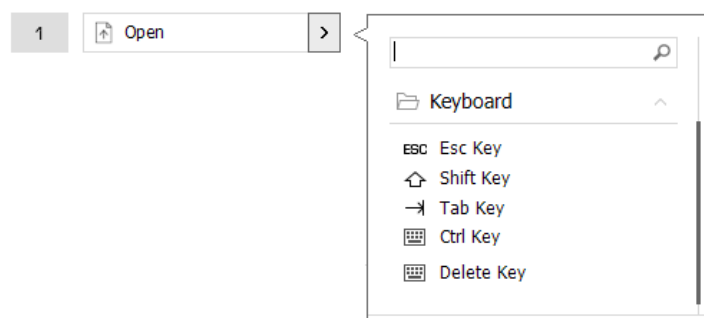 1 Open >
Keyboard
ESC Esc Key
Shift Key
Tab Key
Ctrl Key
Delete Key